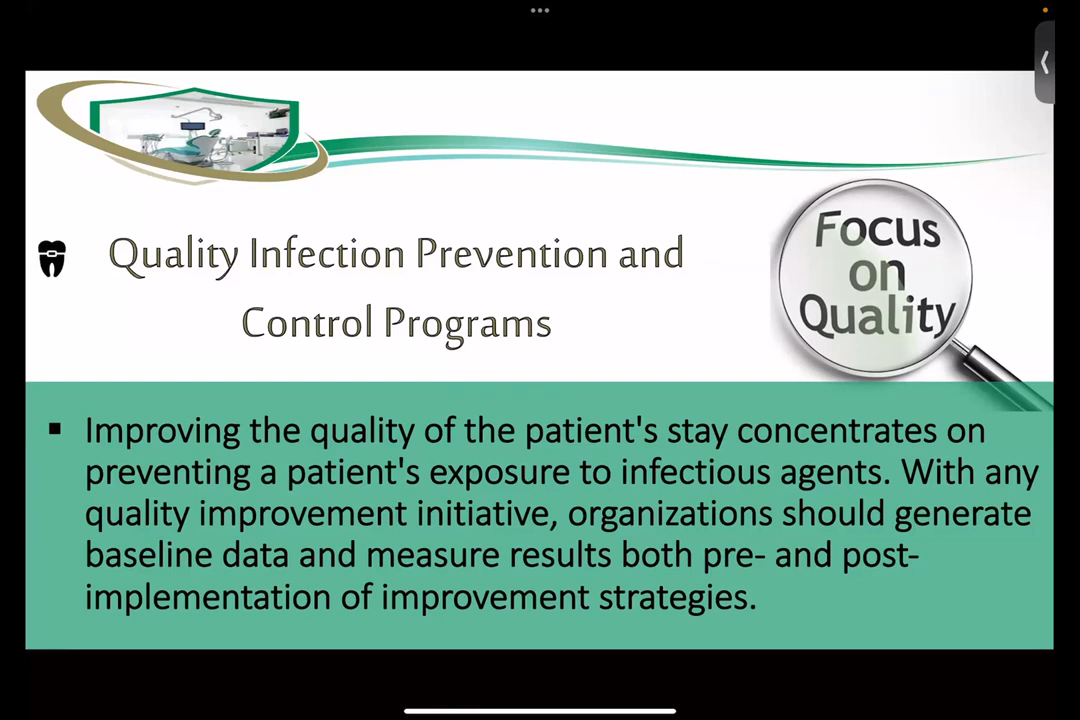 Quality Infection Prevention and
Control Programs
Focus
on
Quality
▪ Improving the quality of the patient's stay concentrates on
preventing a patient's exposure to infectious agents. With any
quality improvement initiative, organizations should generate
baseline data and measure results both pre- and post-
implementation of improvement strategies.